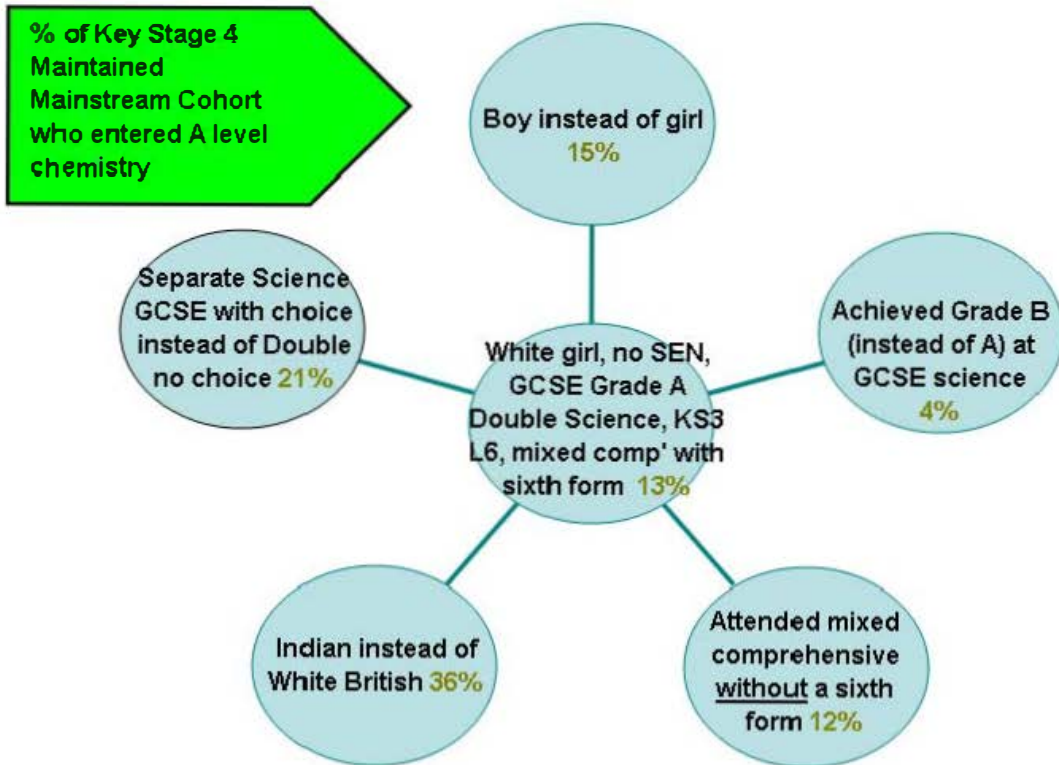 % of Key Stage 4
Maintained
Mainstream Cohort
who entered A level
chemistry
Boy instead of girl
15%
Separate Science
GCSE with choice
instead of Double
no choice 21%
Achieved Grade B
(instead of A) at
GCSE science
4%
White girl, no SEN,
GCSE Grade A
Double Science, KS3
L6, mixed comp' with
sixth form 13%
Indian instead of
White British 36%
Attended mixed
comprehensive
without a sixth
form 12%